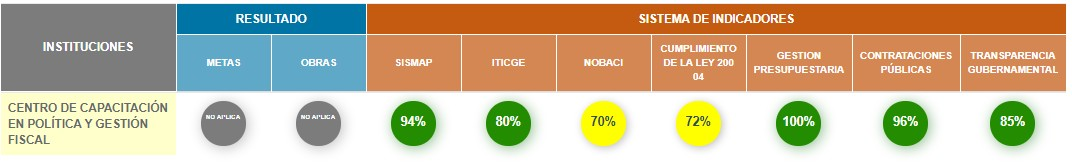 INSTITUCIONES
RESULTADO
SISTEMA DE INDICADORES
METAS
OBRAS
SISMAP
ITICGE
NOBACI
CUMPLIMIENTO
DE LA LEY 200
04
GESTION
PRESUPUESTARIA
CONTRATACIONES
PÚBLICAS
TRANSPARENCIA
GUBERNAMENTAL
CENTRO DE CAPACITACIÓN
EN POLÍTICA Y GESTIÓN
FISCAL
NO APLICA
NO APLICA
94%
80%
70%
72%
100%
96%
85%